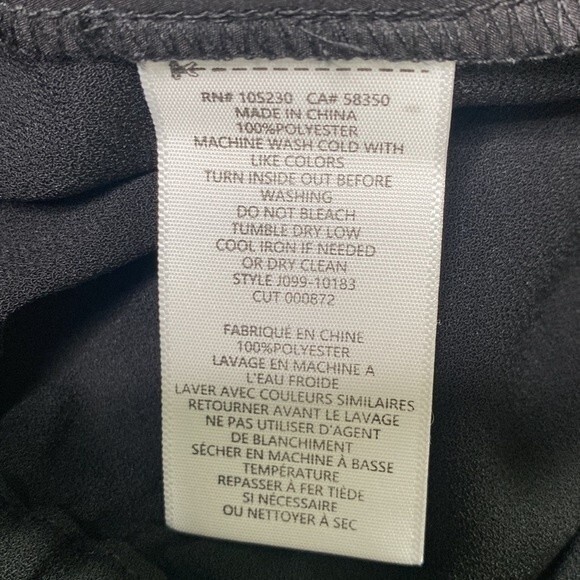 RN# 105230 CA# 58350
MADE IN CHINA
100%POLYESTER
MACHINE WASH COLD WITH
LIKE COLORS
TURN INSIDE OUT BEFORE
WASHING
DO NOT BLEACH
TUMBLE DRY LOW
COOL IRON IF NEEDED
OR DRY CLEAN
STYLE J099-10183
CUT 000872
FABRIQUÉ EN CHINE
100%POLYESTER
LAVAGE EN MACHINE A
L'EAU FROIDE
LAVER AVEC COULEURS SIMILAIRES
RETOURNER AVANT LE LAVAGE
NE PAS UTILISER D'AGENT
DE BLANCHIMENT
SÉCHER EN MACHINE À BASSE
TEMPÉRATURE
REPASSER À FER TIÈDE
SI NÉCESSAIRE
OU NETTOYER À SEC